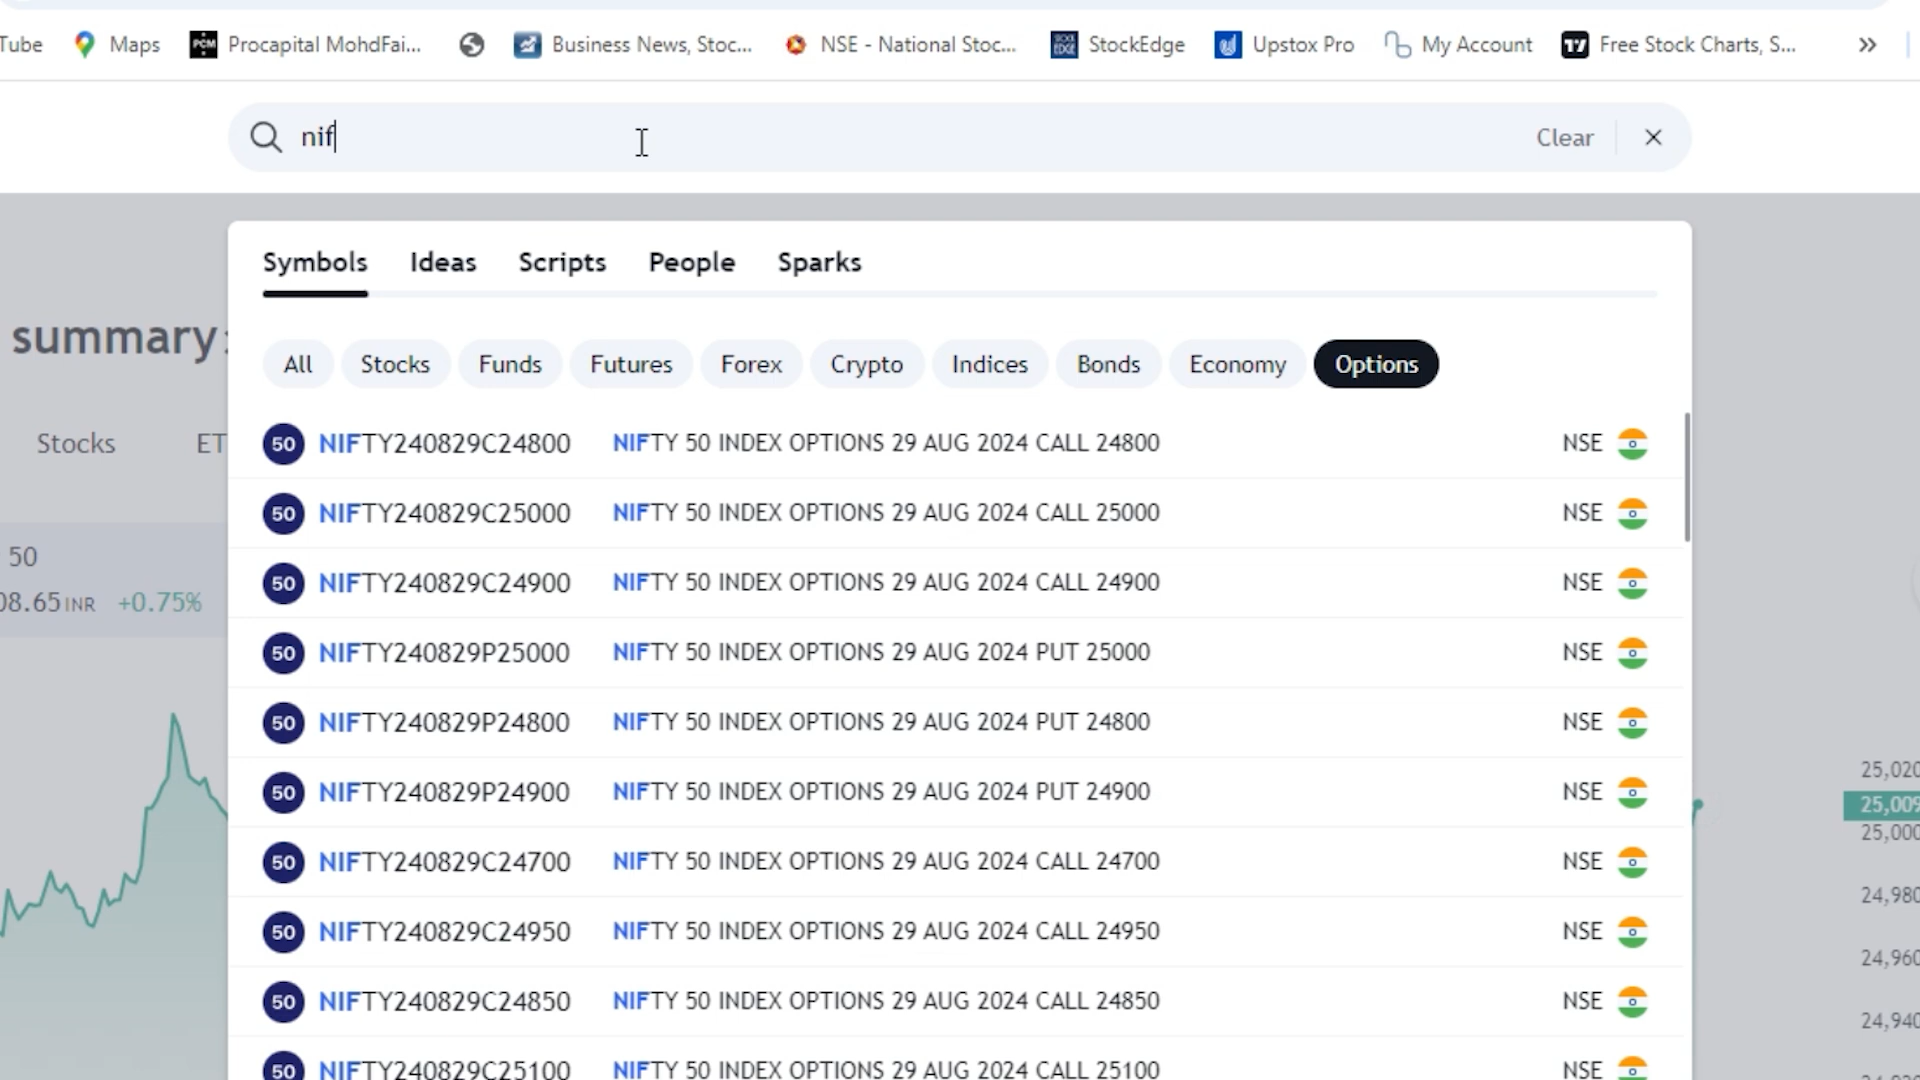 Tube Maps PCM Procapital MohdFai... Business News, Stoc... NSE - National Stoc... STOCK EDGE StockEdge Upstox Pro My Account Free Stock Charts, S... »
nif Clear ×
Symbols Ideas Scripts People Sparks
summary:
All Stocks Funds Futures Forex Crypto Indices Bonds Economy Options
Stocks ET
50 NIFTY240829C24800 NIFTY 50 INDEX OPTIONS 29 AUG 2024 CALL 24800 NSE
50 NIFTY240829C25000 NIFTY 50 INDEX OPTIONS 29 AUG 2024 CALL 25000 NSE
50
08.65 INR +0.75%
50 NIFTY240829C24900 NIFTY 50 INDEX OPTIONS 29 AUG 2024 CALL 24900 NSE
50 NIFTY240829P25000 NIFTY 50 INDEX OPTIONS 29 AUG 2024 PUT 25000 NSE
50 NIFTY240829P24800 NIFTY 50 INDEX OPTIONS 29 AUG 2024 PUT 24800 NSE
50 NIFTY240829P24900 NIFTY 50 INDEX OPTIONS 29 AUG 2024 PUT 24900 NSE
50 NIFTY240829C24700 NIFTY 50 INDEX OPTIONS 29 AUG 2024 CALL 24700 NSE
50 NIFTY240829C24950 NIFTY 50 INDEX OPTIONS 29 AUG 2024 CALL 24950 NSE
50 NIFTY240829C24850 NIFTY 50 INDEX OPTIONS 29 AUG 2024 CALL 24850 NSE
50 NIFTY240829C25100 NIFTY 50 INDEX OPTIONS 29 AUG 2024 CALL 25100 NSE
25,020
25,009
25,000
24,980
24,960
24,940